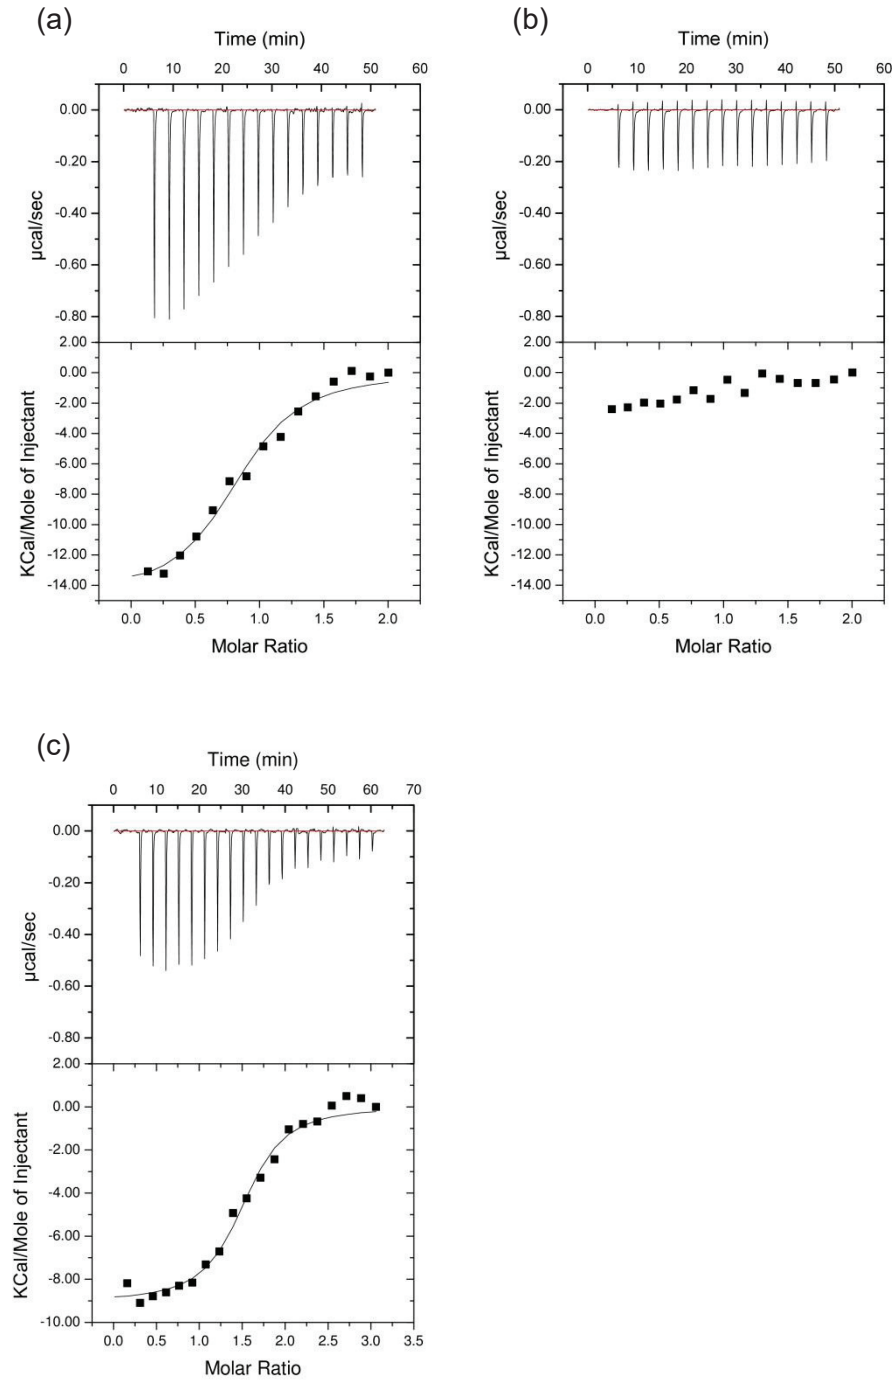 (a)
Time (min)
0 10 20 30 40 50 60
0.00
-0.20
-0.40
-0.60
-0.80
µcal/sec
2.00
0.00
-2.00
-4.00
-6.00
-8.00
-10.00
-12.00
-14.00
KCal/Mole of Injectant
0.0 0.5 1.0 1.5 2.0
Molar Ratio
(b)
Time (min)
0 10 20 30 40 50 60
0.00
-0.20
-0.40
-0.60
-0.80
µcal/sec
2.00
0.00
-2.00
-4.00
-6.00
-8.00
-10.00
-12.00
-14.00
KCal/Mole of Injectant
0.0 0.5 1.0 1.5 2.0
Molar Ratio
(c)
Time (min)
0 10 20 30 40 50 60 70
0.00
-0.20
-0.40
-0.60
-0.80
µcal/sec
2.00
0.00
-2.00
-4.00
-6.00
-8.00
-10.00
KCal/Mole of Injectant
0.0 0.5 1.0 1.5 2.0 2.5 3.0 3.5
Molar Ratio